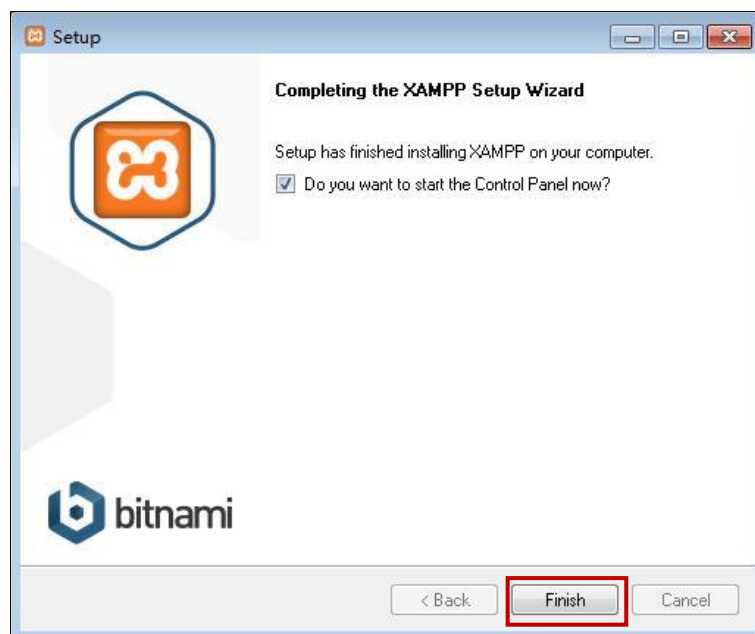 Setup
Completing the XAMPP Setup Wizard
Setup has finished installing XAMPP on your computer.
Do you want to start the Control Panel now?
bitnami
< Back
Finish
Cancel